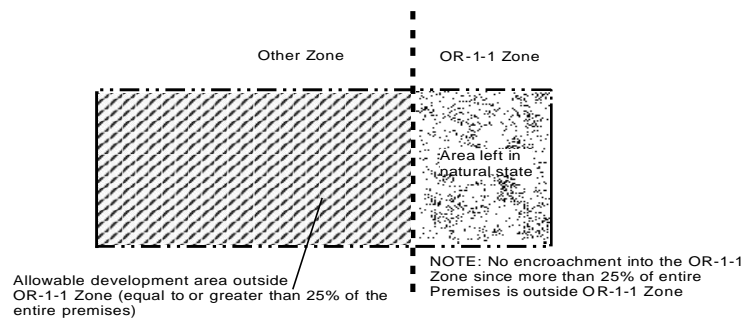 Other Zone
OR-1-1 Zone
Area left in
natural state
Allowable development area outside
OR-1-1 Zone (equal to or greater than 25% of the
entire premises)
NOTE: No encroachment into the OR-1-1
Zone since more than 25% of entire
Premises is outside OR-1-1 Zone